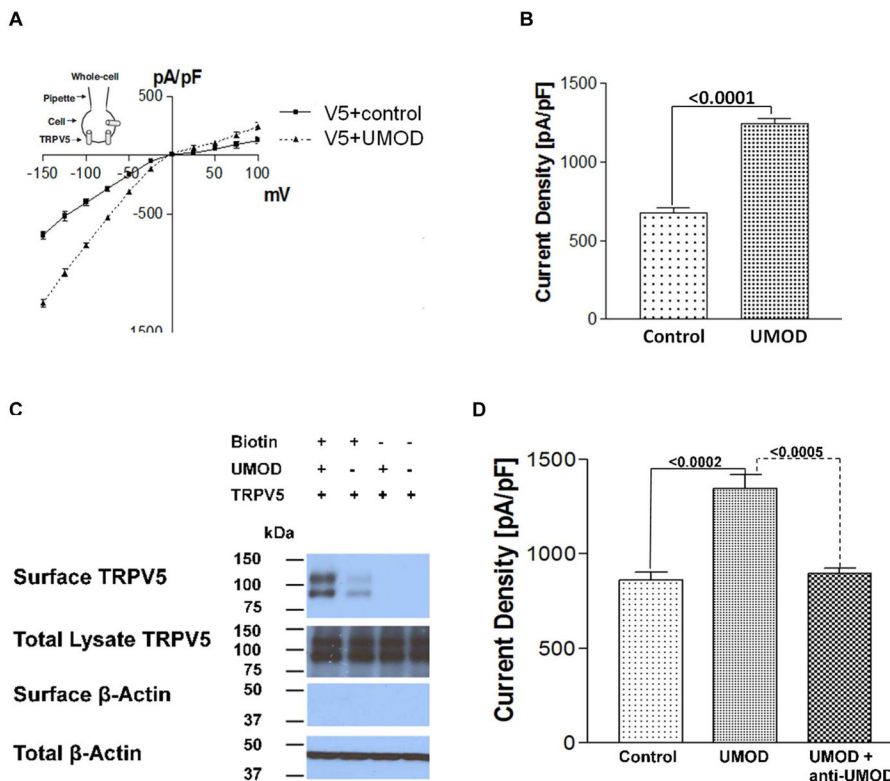 A
Whole-cell
Pipette
Cell
TRPV5
pA/pF
500
V5+control
V5+UMOD
-150 -100 -50 50 100
mV
-500
1500
B
Current Density [pA/pF]
1500
1000
500
0
<0.0001
Control UMOD
C
Biotin + + - -
UMOD + - + -
TRPV5 + + + +
kDa
Surface TRPV5
150
100
75
Total Lysate TRPV5
150
100
75
Surface β-Actin
50
37
Total β-Actin
50
37
D
Current Density [pA/pF]
1500
1000
500
0
<0.0002
<0.0005
Control UMOD UMOD +
anti-UMOD